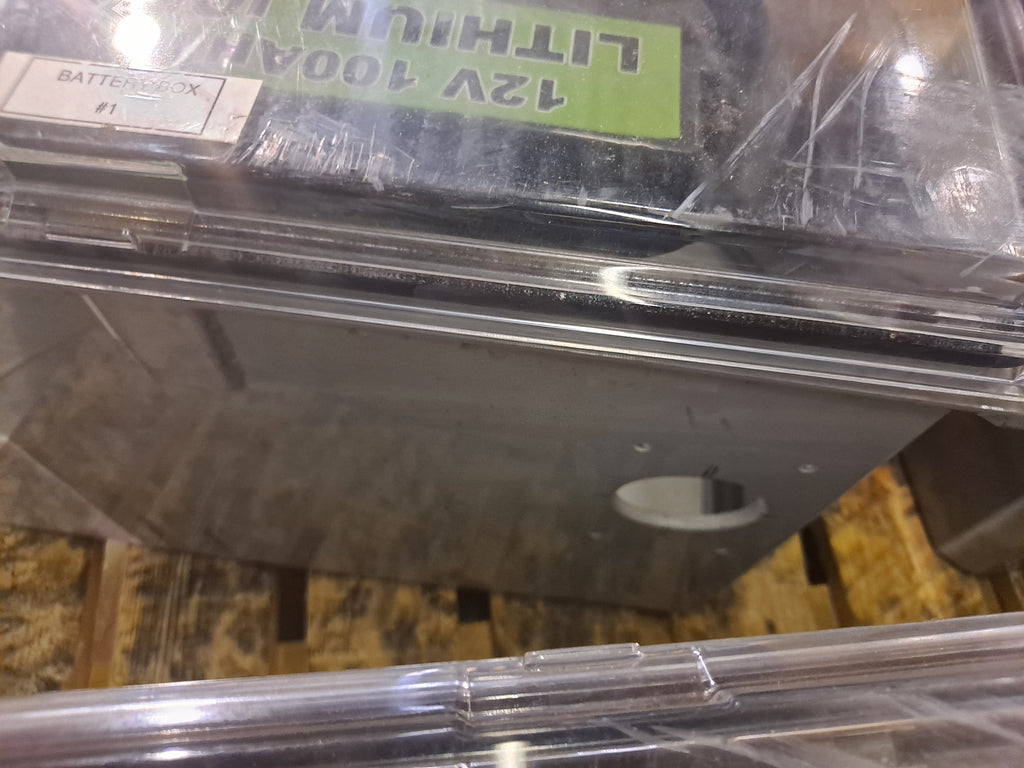 BATTERY BOX
#1
12V 100AH
LITHIUM